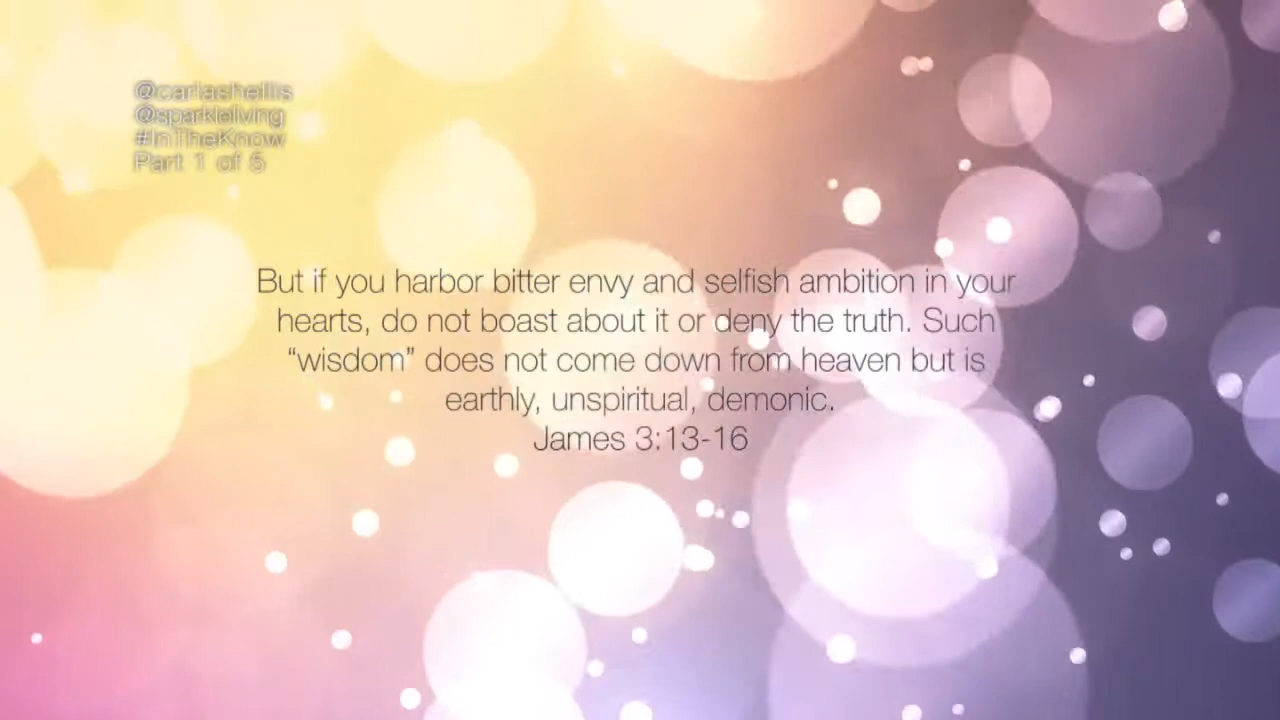 @carlashellis
@sparkleliving
#InTheKnow
Part 1 of 5
But if you harbor bitter envy and selfish ambition in your
hearts, do not boast about it or deny the truth. Such
“wisdom” does not come down from heaven but is
earthly, unspiritual, demonic.
James 3:13-16